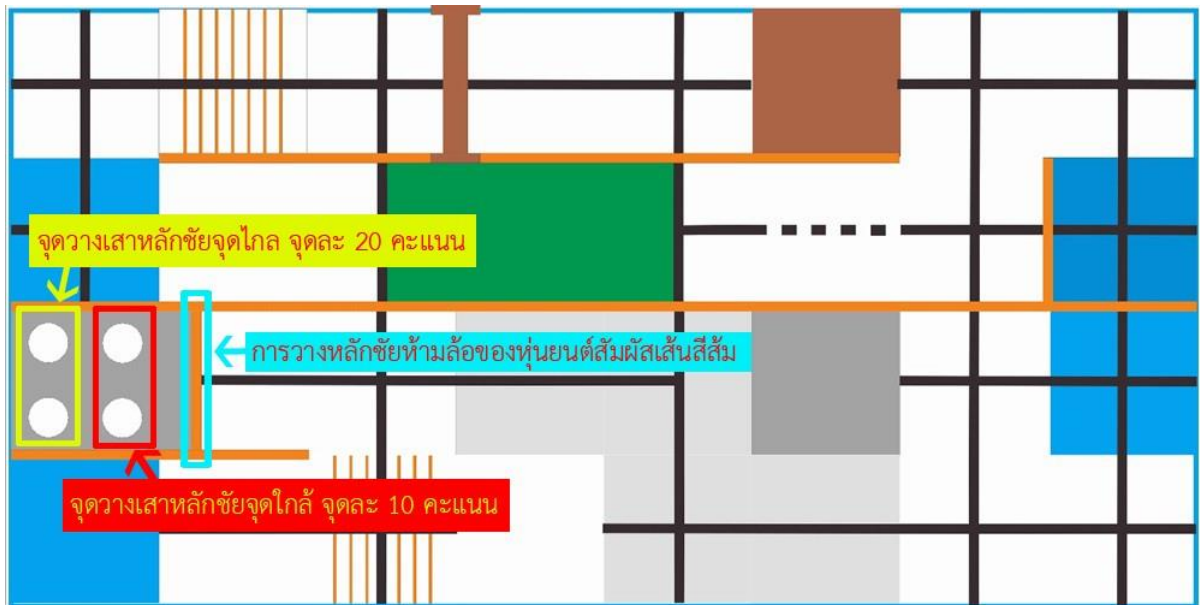 จุดวางเสาหลักชัยจุดไกล จุดละ 20 คะแนน
การวางหลักชัยห้ามล้อของหุ่นยนต์สัมผัสเส้นสีส้ม
จุดวางเสาหลักชัยจุดใกล้ จุดละ 10 คะแนน